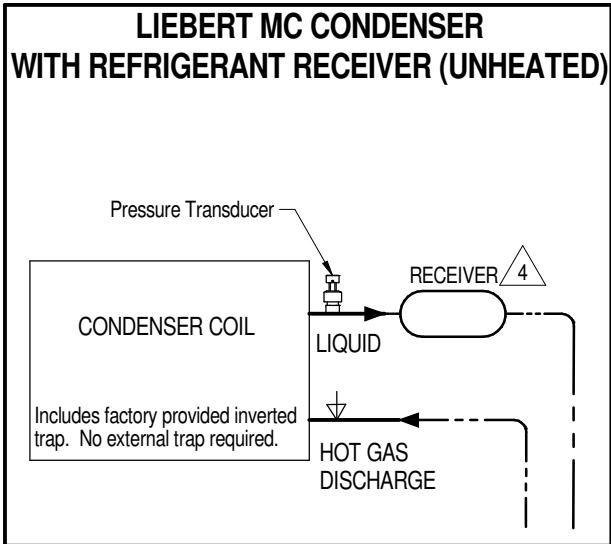 LIEBERT MC CONDENSER
WITH REFRIGERANT RECEIVER (UNHEATED)
Pressure Transducer
RECEIVER
4
CONDENSER COIL
LIQUID
Includes factory provided inverted
trap. No external trap required.
HOT GAS
DISCHARGE